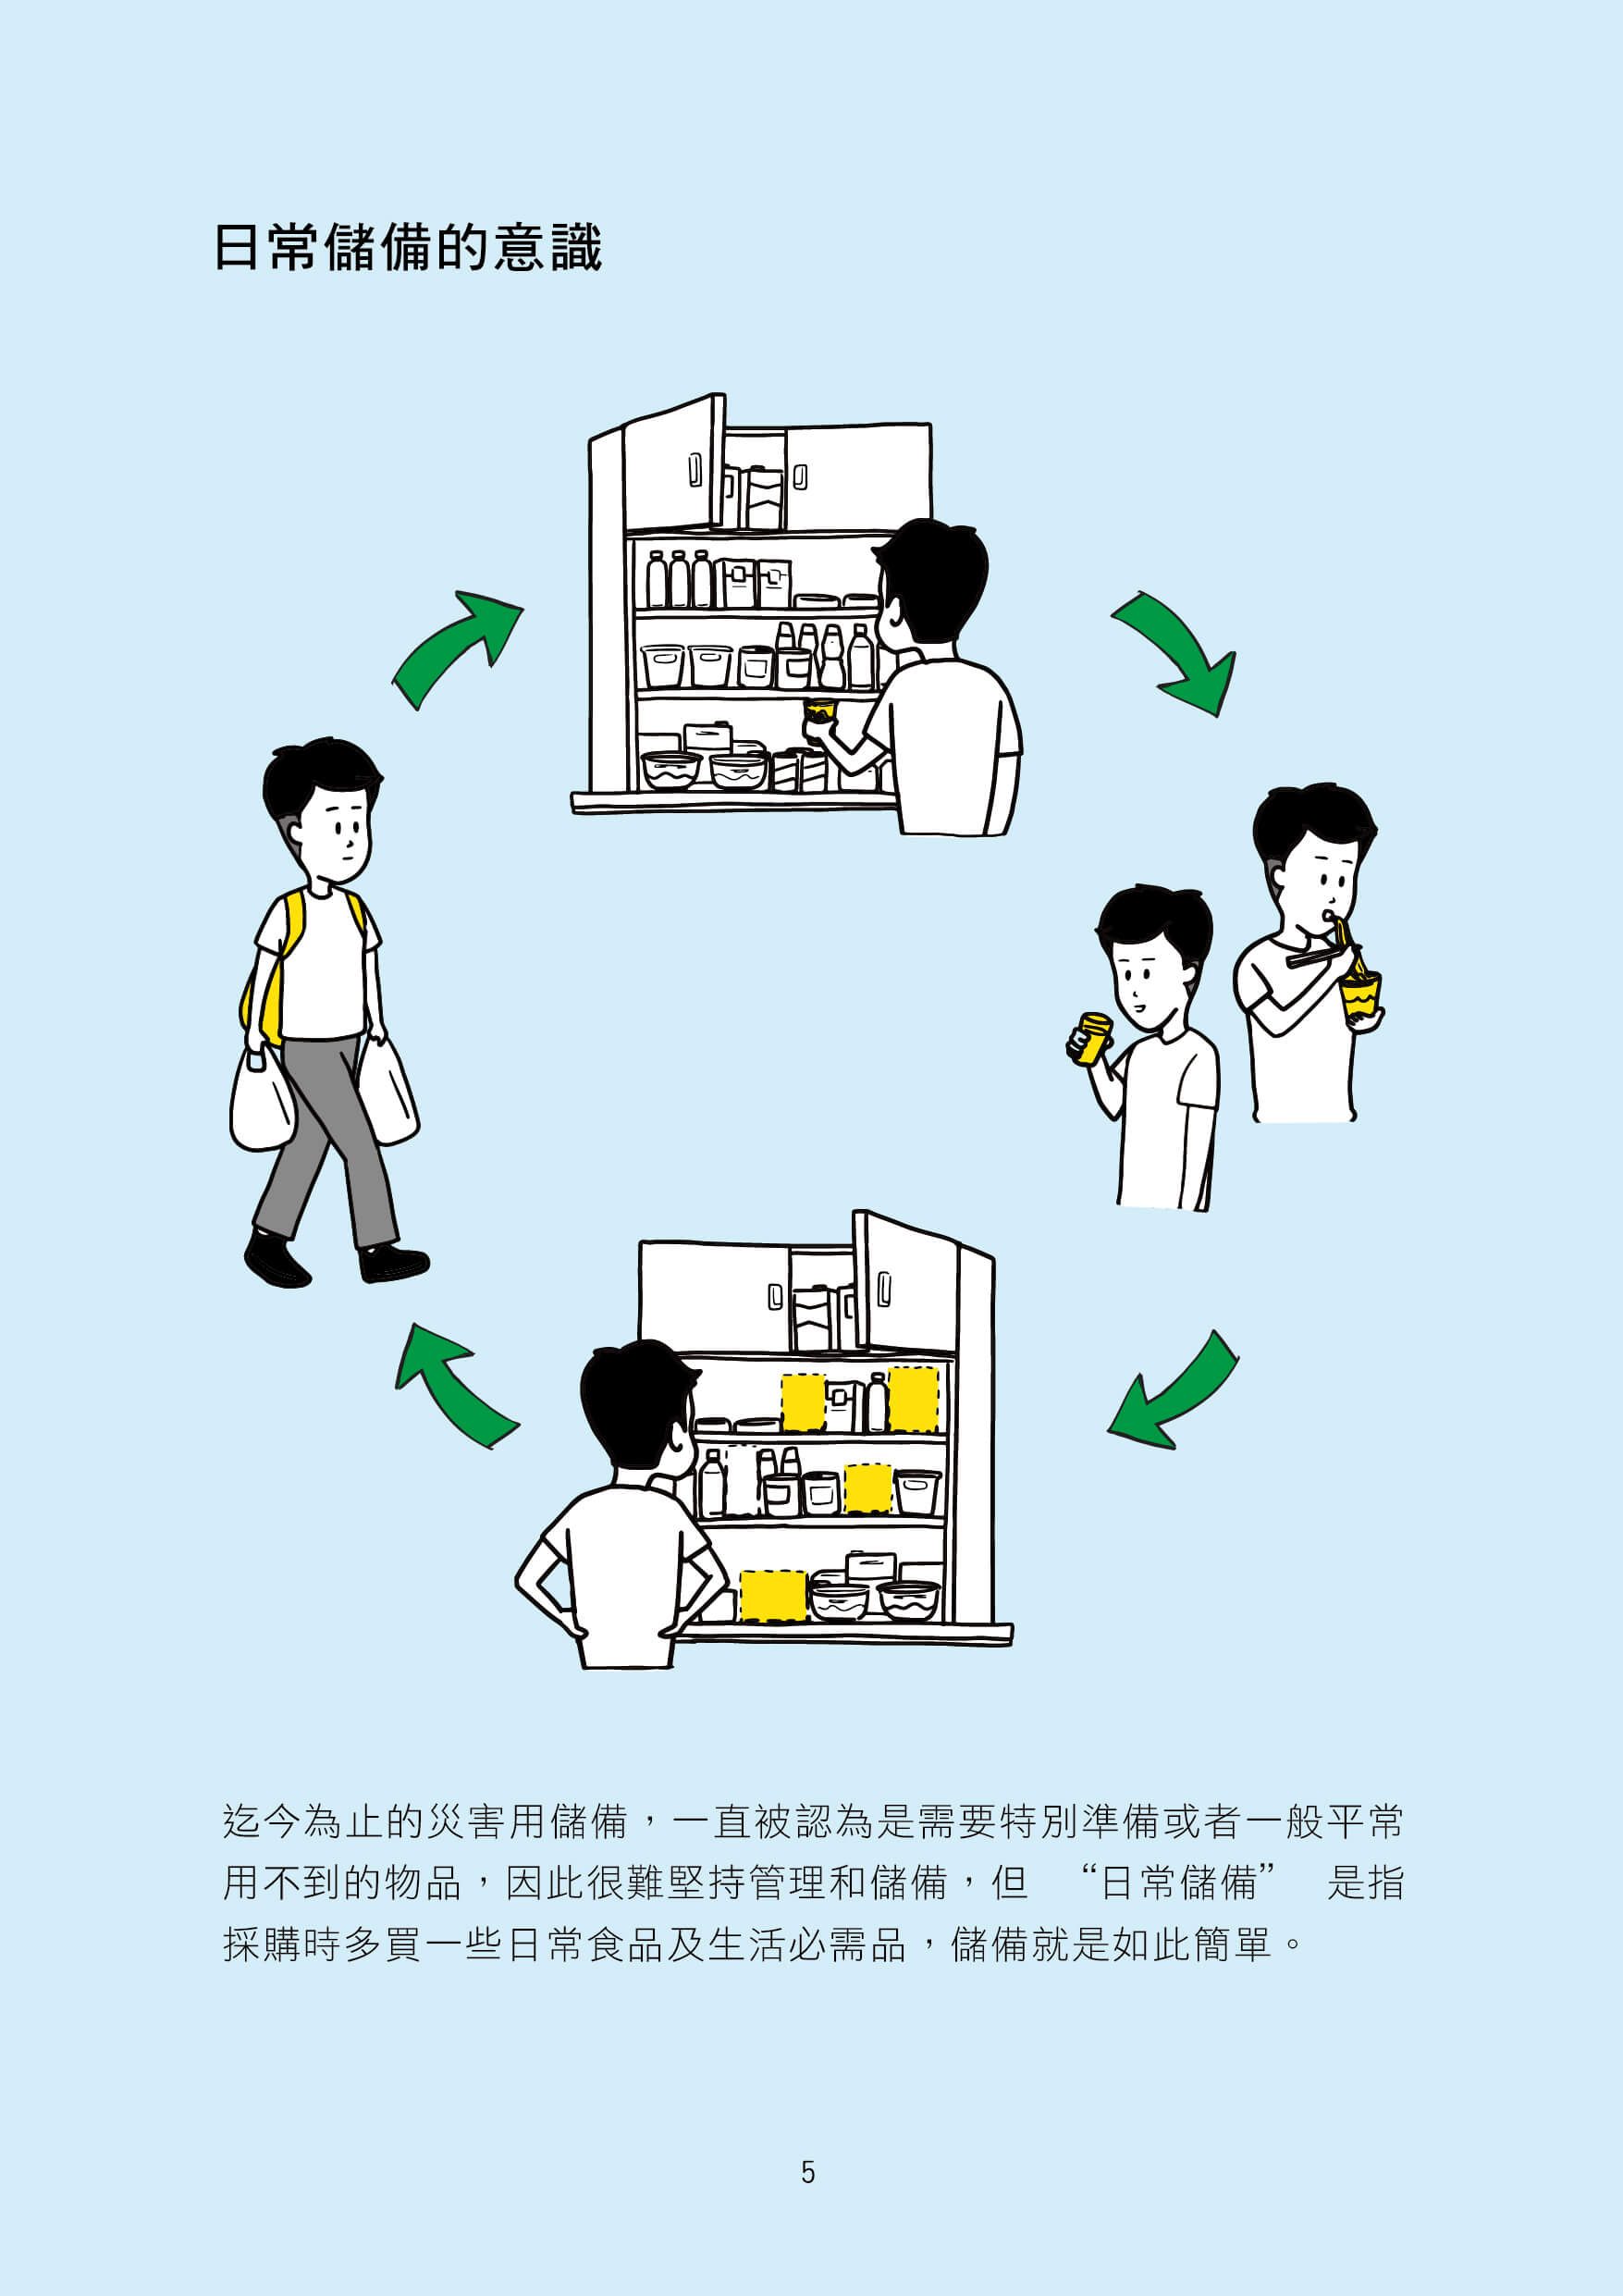 日常儲備的意識
迄今為止的災害用儲備，一直被認為是需要特別準備或者一般平常
用不到的物品，因此很難堅持管理和儲備，但 “日常儲備” 是指
採購時多買一些日常食品及生活必需品，儲備就是如此簡單。
5